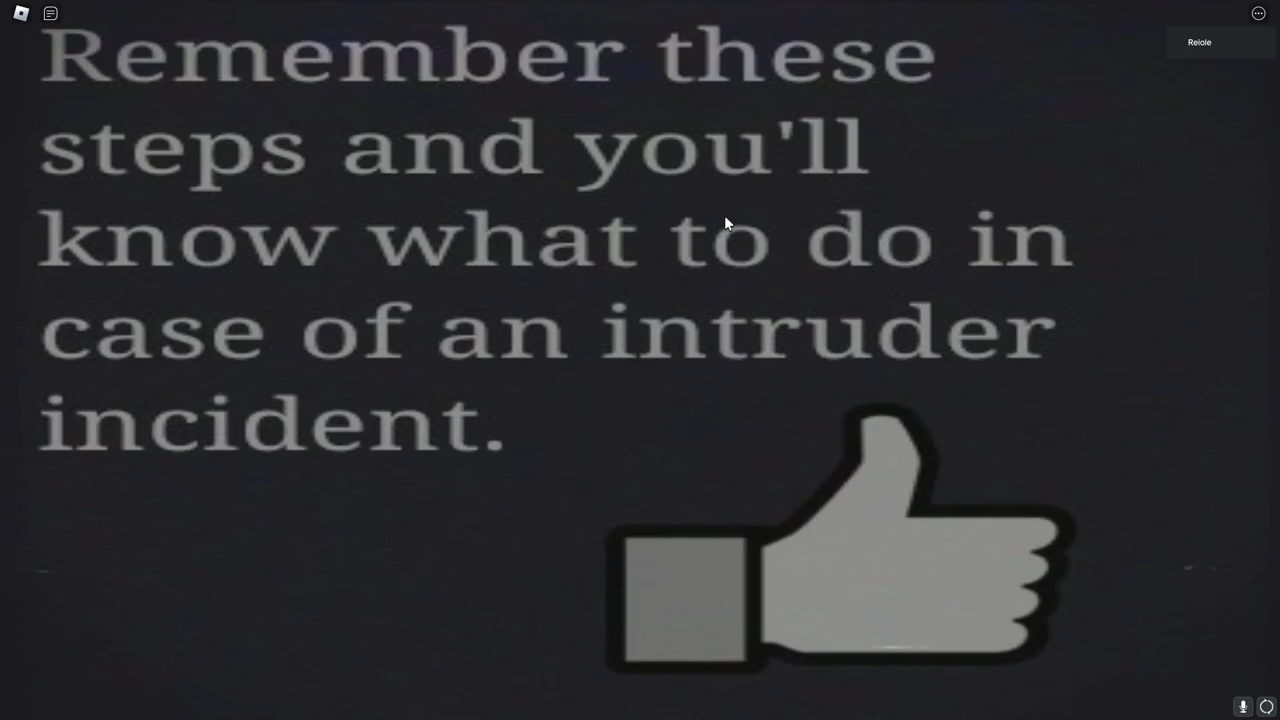 Reiole
Remember these
steps and you'll
know what to do in
case of an intruder
incident.